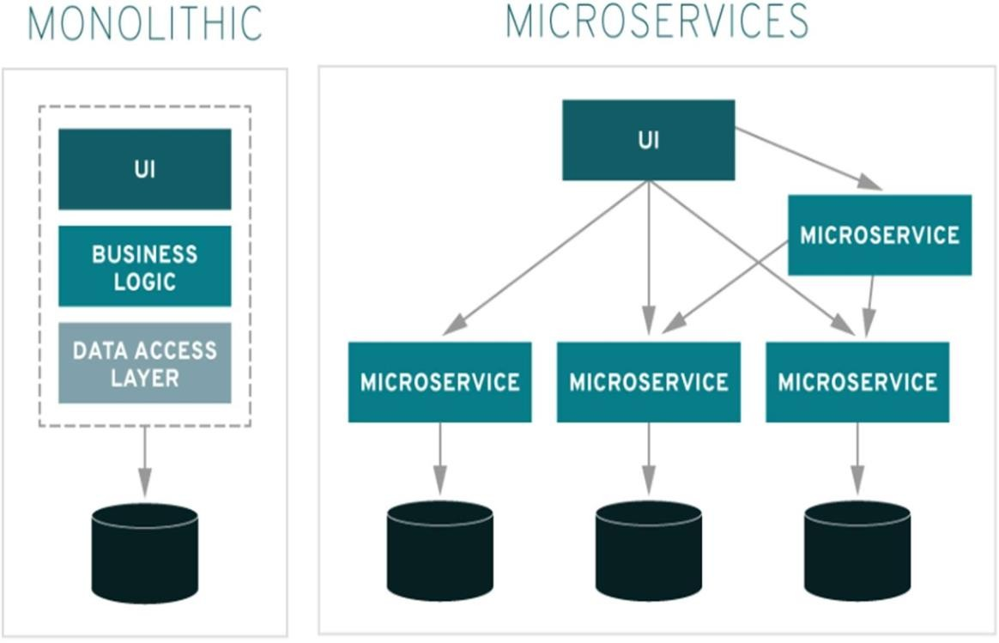 MONOLITHIC
UI
BUSINESS
LOGIC
DATA ACCESS
LAYER
MICROSERVICES
UI
MICROSERVICE
MICROSERVICE
MICROSERVICE
MICROSERVICE